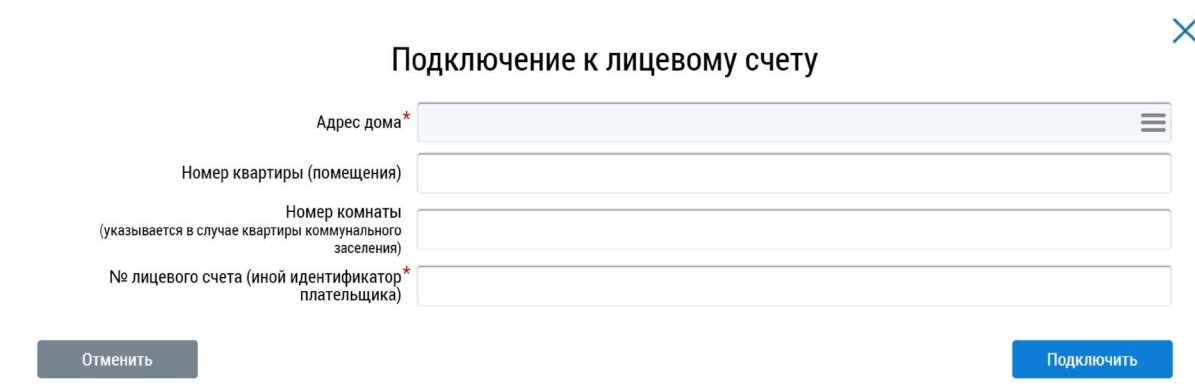 Подключение к лицевому счету
Адрес дома*
Номер квартиры (помещения)
Номер комнаты
(указывается в случае квартиры коммунального
заселения)
№ лицевого счета (иной идентификатор*
плательщика)
Отменить
Подключить